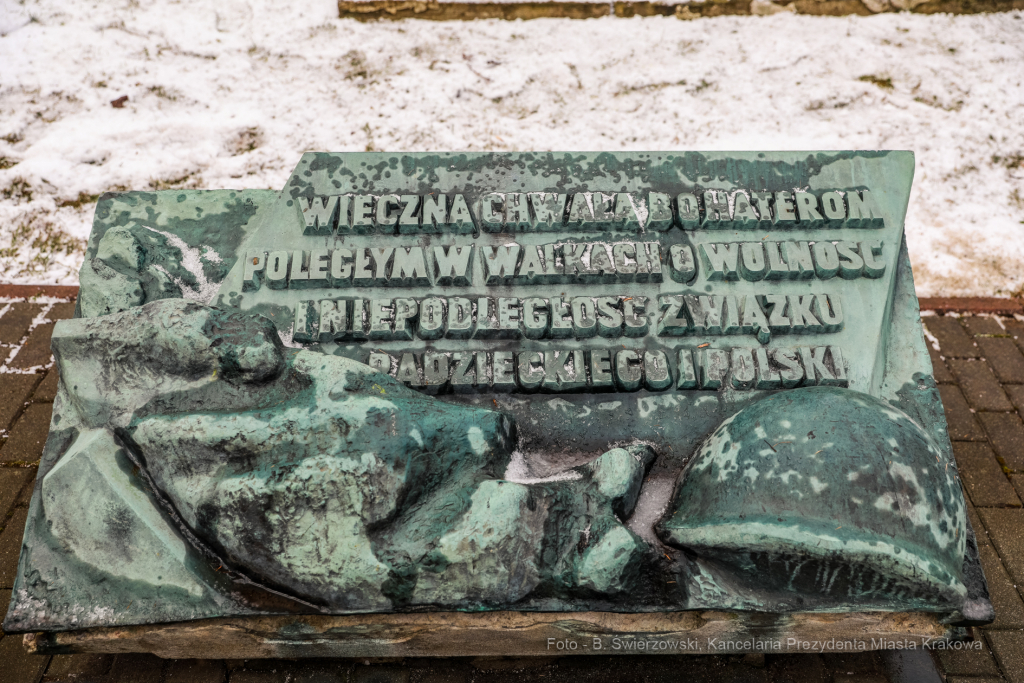 WIECZNA CHWAŁA BOHATEROM
POLEGŁYM W WALKACH O WOLNOŚĆ
I NIEPODLEGŁOŚĆ ZWIĄZKU
RADZIECKIEGO I POLSKI
Foto - B. Świerzowski, Kancelaria Prezydenta Miasta Krakowa